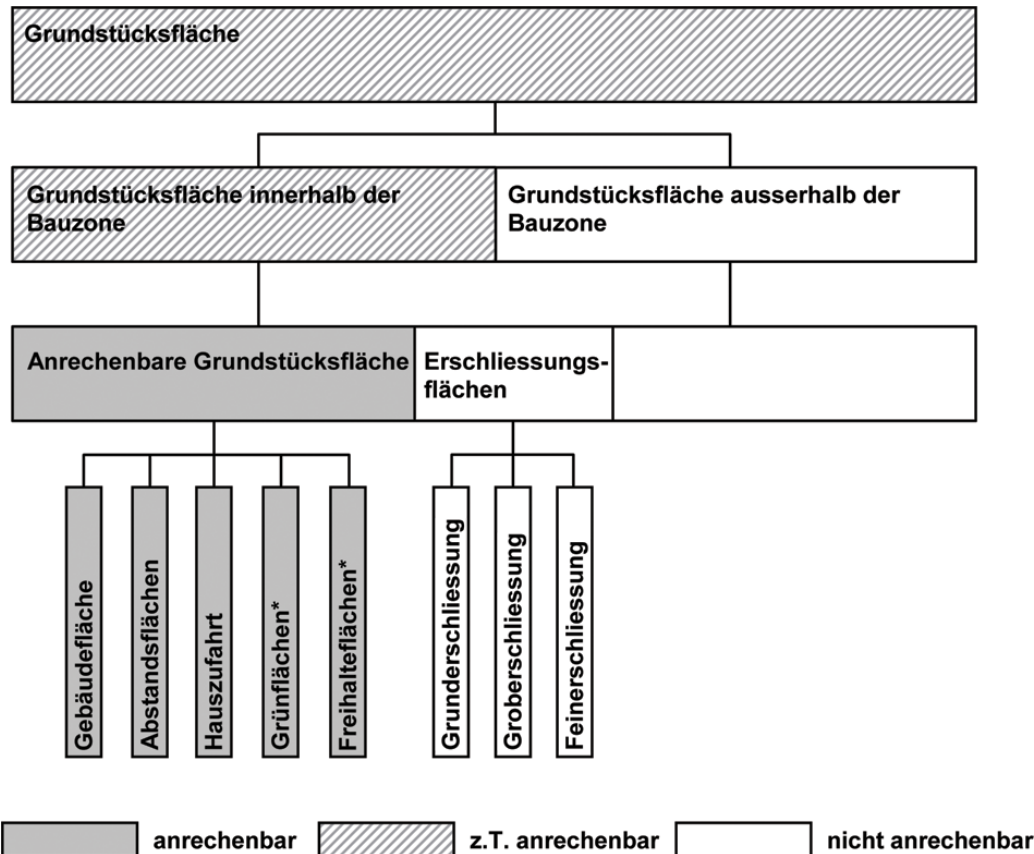 Grundstücksfläche
Grundstücksfläche innerhalb der
Bauzone
Grundstücksfläche ausserhalb der
Bauzone
Anrechenbare Grundstücksfläche
Erschliessungs-
flächen
Gebäudefläche
Abstandsflächen
Hauszufahrt
Grünflächen*
Freihalteflächen*
Grunderschliessung
Groberschliessung
Feinerschliessung
anrechenbar
z.T. anrechenbar
nicht anrechenbar